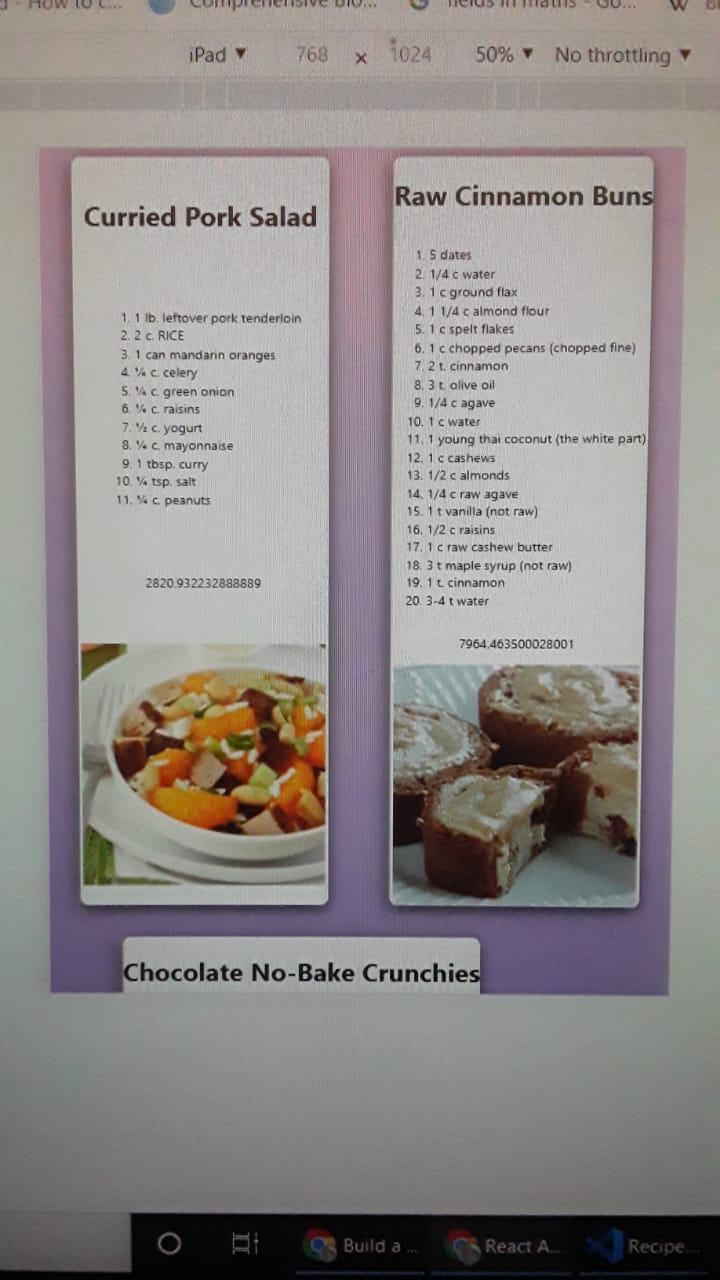 How to c...
Comprehensive Bio...
fields in maths - Go...
W
iPad ▼ 768 x 1024 50% ▼ No throttling ▼
Curried Pork Salad
1. 1 lb. leftover pork tenderloin
2. 2 c. RICE
3. 1 can mandarin oranges
4. ¼ c. celery
5. ¼ c. green onion
6. ¼ c. raisins
7. ½ c. yogurt
8. ¼ c. mayonnaise
9. 1 tbsp. curry
10. ¼ tsp. salt
11. ¼ c. peanuts
2820.932232888889
Raw Cinnamon Buns
1. 5 dates
2. 1/4 c water
3. 1 c ground flax
4. 1 1/4 c almond flour
5. 1 c spelt flakes
6. 1 c chopped pecans (chopped fine)
7. 2 t. cinnamon
8. 3 t. olive oil
9. 1/4 c agave
10. 1 c water
11. 1 young thai coconut (the white part)
12. 1 c cashews
13. 1/2 c almonds
14. 1/4 c raw agave
15. 1 t vanilla (not raw)
16. 1/2 c raisins
17. 1 c raw cashew butter
18. 3 t maple syrup (not raw)
19. 1 t. cinnamon
20. 3-4 t water
7964.463500028001
Chocolate No-Bake Crunchies
Build a ...
React A...
Recipe...